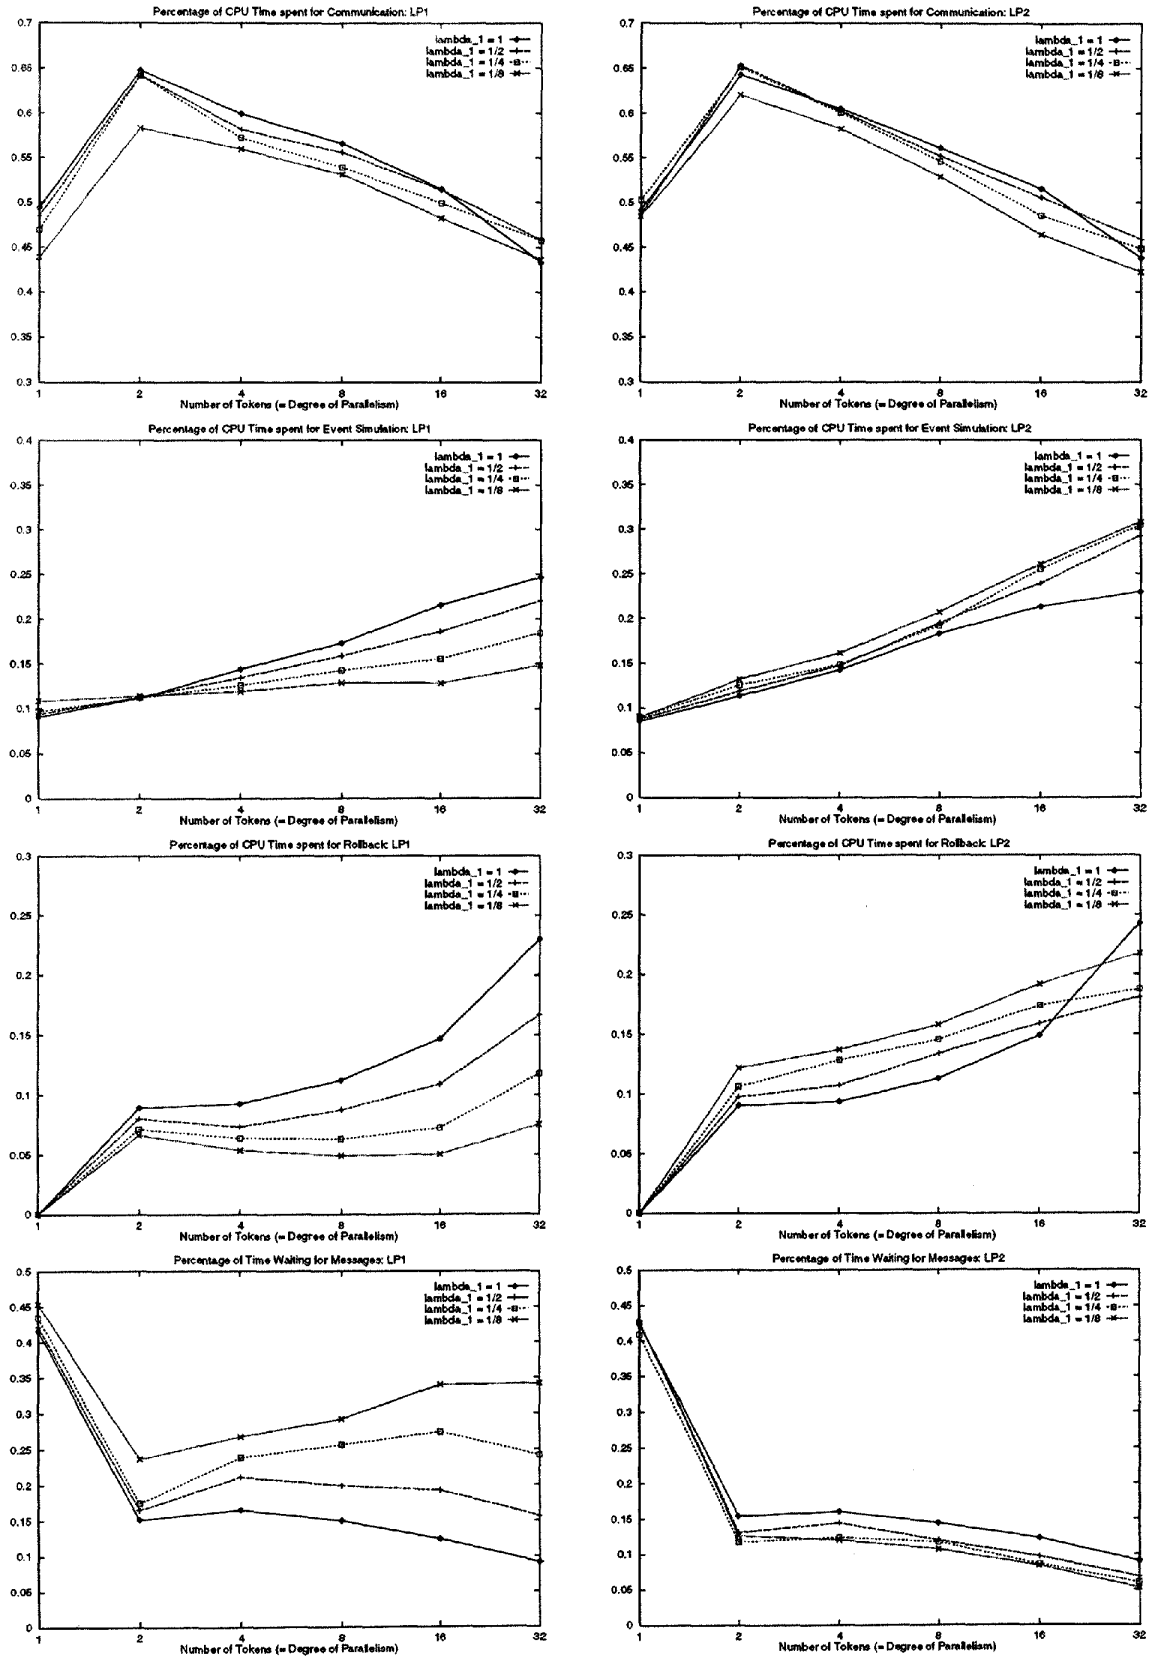 Percentage of CPU Time spent for Communication: LP1
0.7
0.65
0.6
0.55
0.5
0.45
0.4
0.35
0.3
lambda_1 = 1
lambda_1 = 1/2
lambda_1 = 1/4
lambda_1 = 1/8
1 2 4 8 16 32
Number of Tokens (= Degree of Parallelism)
Percentage of CPU Time spent for Communication: LP2
0.7
0.65
0.6
0.55
0.5
0.45
0.4
0.35
0.3
lambda_1 = 1
lambda_1 = 1/2
lambda_1 = 1/4
lambda_1 = 1/8
1 2 4 8 16 32
Number of Tokens (= Degree of Parallelism)
Percentage of CPU Time spent for Event Simulation: LP1
0.4
0.35
0.3
0.25
0.2
0.15
0.1
0.05
0
lambda_1 = 1
lambda_1 = 1/2
lambda_1 = 1/4
lambda_1 = 1/8
1 2 4 8 16 32
Number of Tokens (= Degree of Parallelism)
Percentage of CPU Time spent for Event Simulation: LP2
0.4
0.35
0.3
0.25
0.2
0.15
0.1
0.05
0
lambda_1 = 1
lambda_1 = 1/2
lambda_1 = 1/4
lambda_1 = 1/8
1 2 4 8 16 32
Number of Tokens (= Degree of Parallelism)
Percentage of CPU Time spent for Rollback: LP1
0.3
0.25
0.2
0.15
0.1
0.05
0
lambda_1 = 1
lambda_1 = 1/2
lambda_1 = 1/4
lambda_1 = 1/8
1 2 4 8 16 32
Number of Tokens (= Degree of Parallelism)
Percentage of CPU Time spent for Rollback: LP2
0.3
0.25
0.2
0.15
0.1
0.05
0
lambda_1 = 1
lambda_1 = 1/2
lambda_1 = 1/4
lambda_1 = 1/8
1 2 4 8 16 32
Number of Tokens (= Degree of Parallelism)
Percentage of Time Waiting for Messages: LP1
0.5
0.45
0.4
0.35
0.3
0.25
0.2
0.15
0.1
0.05
0
lambda_1 = 1
lambda_1 = 1/2
lambda_1 = 1/4
lambda_1 = 1/8
1 2 4 8 16 32
Number of Tokens (= Degree of Parallelism)
Percentage of Time Waiting for Messages: LP2
0.5
0.45
0.4
0.35
0.3
0.25
0.2
0.15
0.1
0.05
0
lambda_1 = 1
lambda_1 = 1/2
lambda_1 = 1/4
lambda_1 = 1/8
1 2 4 8 16 32
Number of Tokens (= Degree of Parallelism)